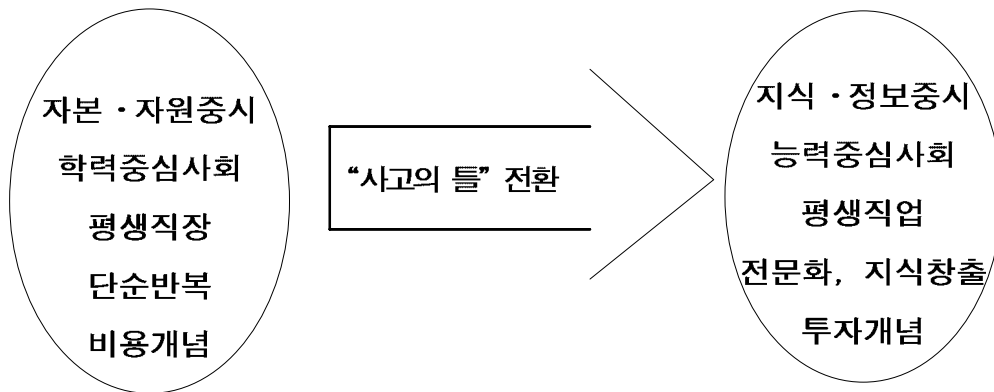 자본 · 자원중시
학력중심사회
평생직장
단순반복
비용개념
“사고의 틀” 전환
지식 · 정보중시
능력중심사회
평생직업
전문화, 지식창출
투자개념